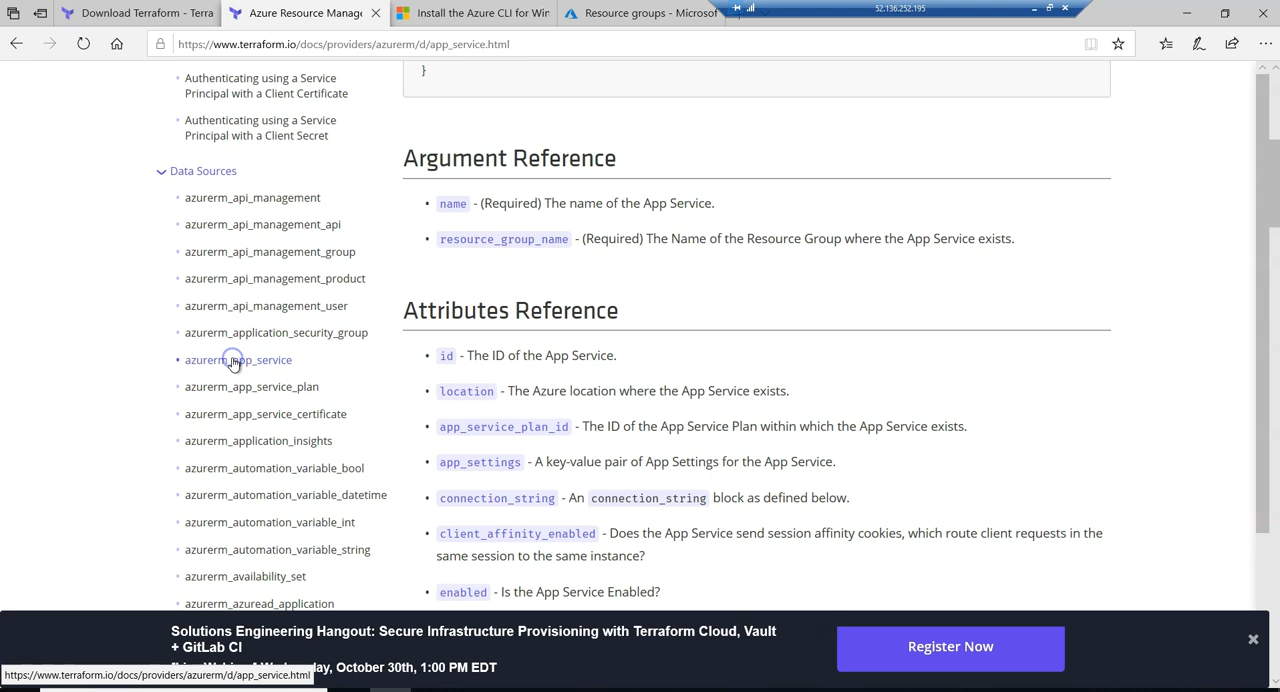 Download Terraform - Terra
Azure Resource Manage
Install the Azure CLI for Win
Resource groups - Microsof
52.136.252.195
https://www.terraform.io/docs/providers/azurerm/d/app_service.html
Authenticating using a Service
Principal with a Client Certificate
Authenticating using a Service
Principal with a Client Secret
Data Sources
azurerm_api_management
azurerm_api_management_api
azurerm_api_management_group
azurerm_api_management_product
azurerm_api_management_user
azurerm_application_security_group
azurerm_app_service
azurerm_app_service_plan
azurerm_app_service_certificate
azurerm_application_insights
azurerm_automation_variable_bool
azurerm_automation_variable_datetime
azurerm_automation_variable_int
azurerm_automation_variable_string
azurerm_availability_set
azurerm_azuread_application
}
Argument Reference
• name - (Required) The name of the App Service.
• resource_group_name - (Required) The Name of the Resource Group where the App Service exists.
Attributes Reference
• id - The ID of the App Service.
• location - The Azure location where the App Service exists.
• app_service_plan_id - The ID of the App Service Plan within which the App Service exists.
• app_settings - A key-value pair of App Settings for the App Service.
• connection_string - An connection_string block as defined below.
• client_affinity_enabled - Does the App Service send session affinity cookies, which route client requests in the
same session to the same instance?
• enabled - Is the App Service Enabled?
Solutions Engineering Hangout: Secure Infrastructure Provisioning with Terraform Cloud, Vault
+ GitLab CI
ay, October 30th, 1:00 PM EDT
Register Now
https://www.terraform.io/docs/providers/azurerm/d/app_service.html